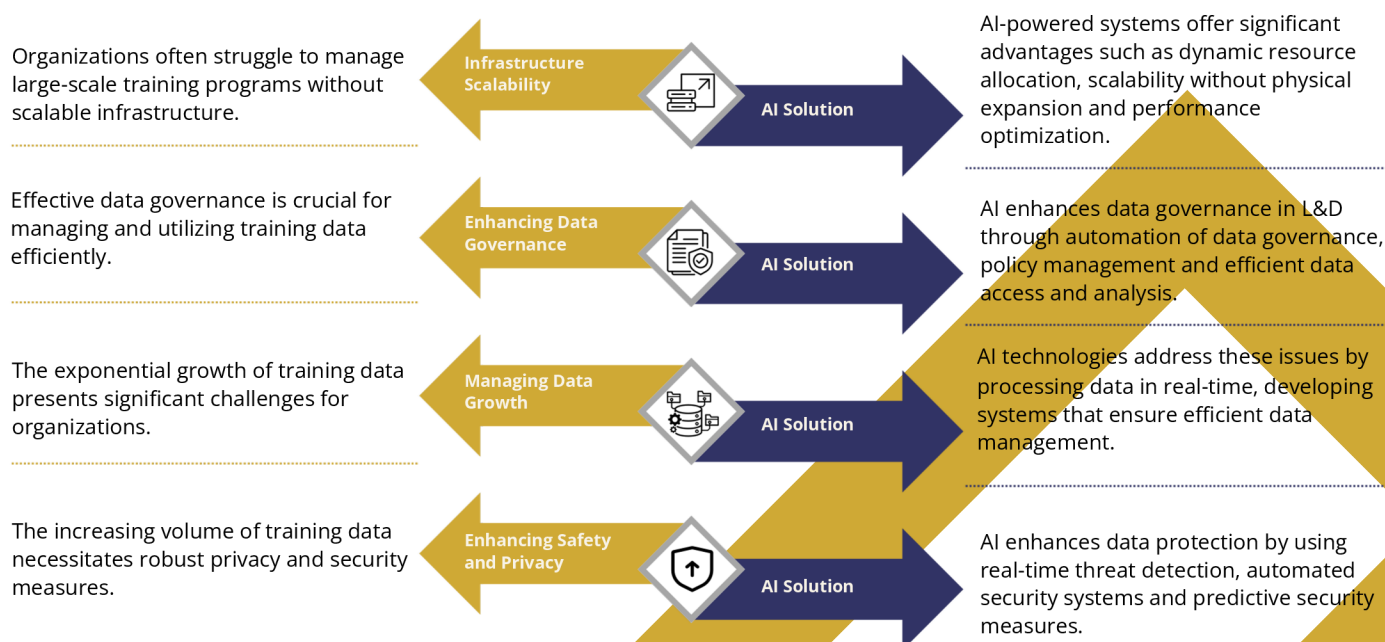 Organizations often struggle to manage
large-scale training programs without
scalable infrastructure.
Infrastructure
Scalability
AI Solution
AI-powered systems offer significant
advantages such as dynamic resource
allocation, scalability without physical
expansion and performance
optimization.
Effective data governance is crucial for
managing and utilizing training data
efficiently.
Enhancing Data
Governance
AI Solution
AI enhances data governance in L&D
through automation of data governance,
policy management and efficient data
access and analysis.
The exponential growth of training data
presents significant challenges for
organizations.
Managing Data
Growth
AI Solution
AI technologies address these issues by
processing data in real-time, developing
systems that ensure efficient data
management.
The increasing volume of training data
necessitates robust privacy and security
measures.
Enhancing Safety
and Privacy
AI Solution
AI enhances data protection by using
real-time threat detection, automated
security systems and predictive security
measures.